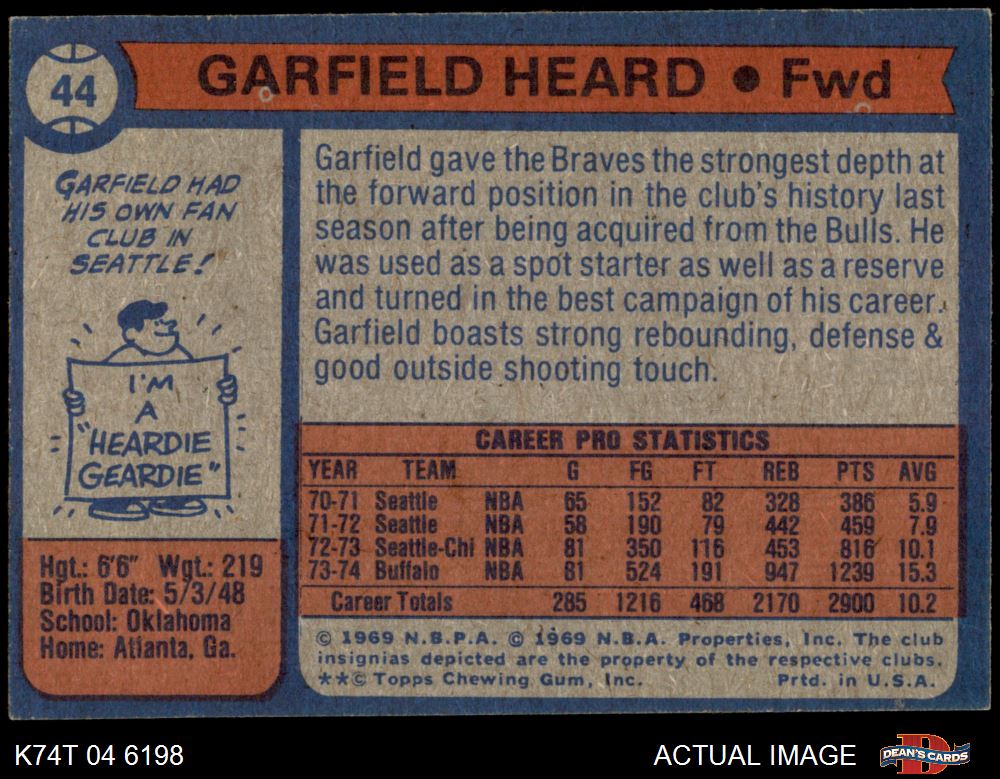 44
GARFIELD HEARD ● Fwd
GARFIELD HAD
HIS OWN FAN
CLUB IN
SEATTLE!
I'M
A
"HEARDIE
GEARDIE"
Hgt.: 6'6" Wgt.: 219
Birth Date: 5/3/48
School: Oklahoma
Home: Atlanta, Ga.
Garfield gave the Braves the strongest depth at
the forward position in the club's history last
season after being acquired from the Bulls. He
was used as a spot starter as well as a reserve
and turned in the best campaign of his career.
Garfield boasts strong rebounding, defense &
good outside shooting touch.
CAREER PRO STATISTICS
YEAR TEAM G FG FT REB PTS AVG
70-71 Seattle NBA 65 152 82 328 386 5.9
71-72 Seattle NBA 58 190 79 442 459 7.9
72-73 Seattle-Chi NBA 81 350 116 453 816 10.1
73-74 Buffalo NBA 81 524 191 947 1239 15.3
Career Totals 285 1216 468 2170 2900 10.2
© 1969 N.B.P.A. © 1969 N.B.A. Properties, Inc. The club
insignias depicted are the property of the respective clubs.
**© Topps Chewing Gum, Inc. Prtd. in U.S.A.
K74T 04 6198
ACTUAL IMAGE
D
DEAN'S CARDS